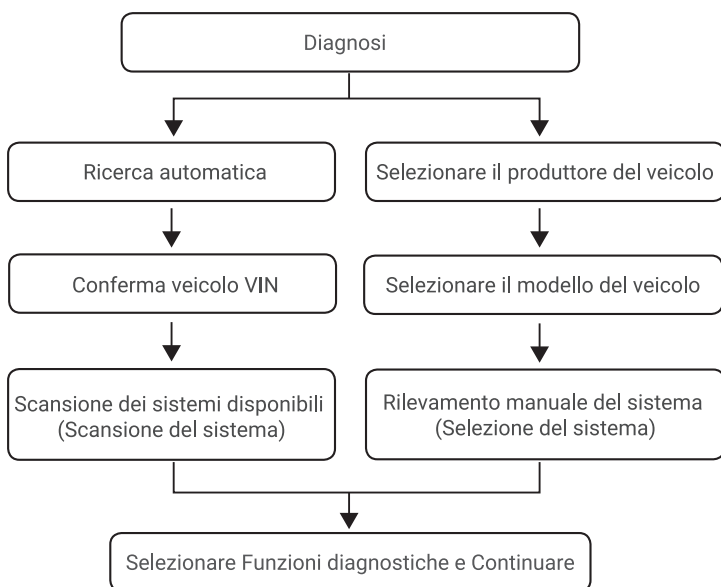 Diagnosi
Ricerca automatica
Selezionare il produttore del veicolo
Conferma veicolo VIN
Selezionare il modello del veicolo
Scansione dei sistemi disponibili
(Scansione del sistema)
Rilevamento manuale del sistema
(Selezione del sistema)
Selezionare Funzioni diagnostiche e Continuare